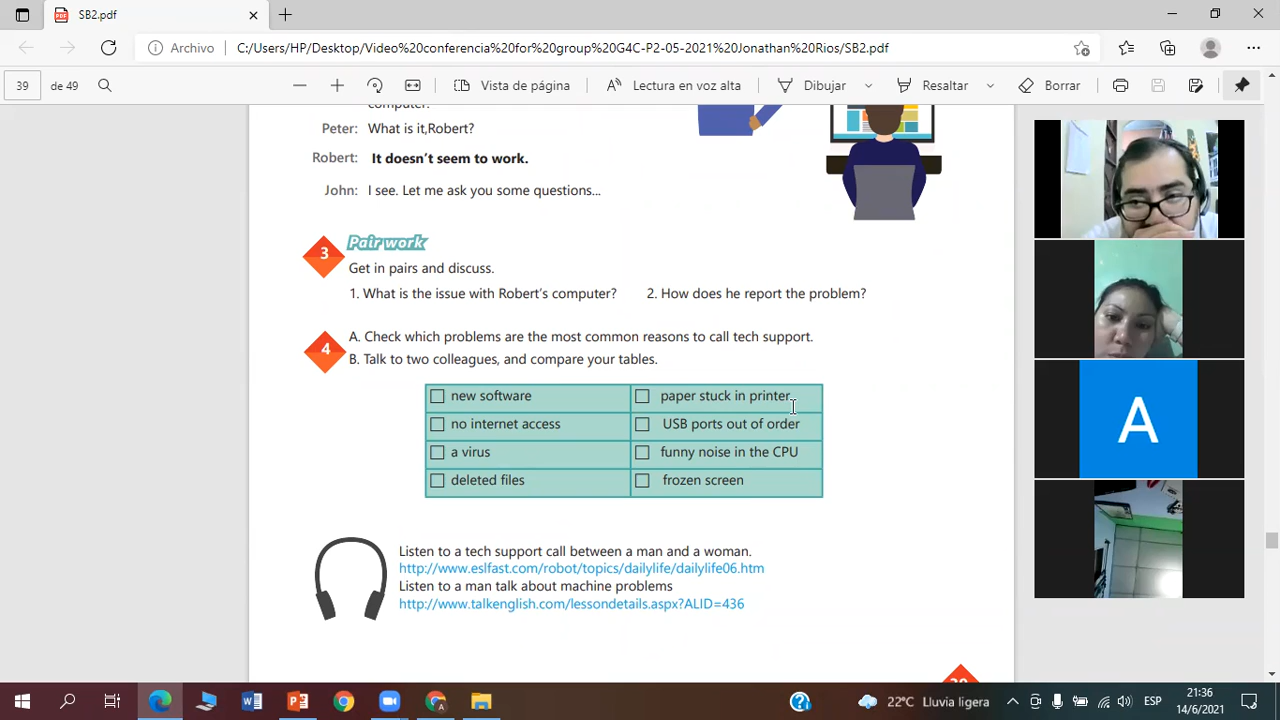 SB2.pdf
Archivo C:/Users/HP/Desktop/Video%20conferencia%20for%20group%20G4C-P2-05-2021%20Jonathan%20Rios/SB2.pdf
39 de 49 Vista de página Lectura en voz alta Dibujar Resaltar Borrar
computer.
Peter: What is it,Robert?
Robert: It doesn't seem to work.
John: I see. Let me ask you some questions...
3 Pair work
Get in pairs and discuss.
1. What is the issue with Robert's computer? 2. How does he report the problem?
4 A. Check which problems are the most common reasons to call tech support.
B. Talk to two colleagues, and compare your tables.
new software paper stuck in printer
no internet access USB ports out of order
a virus funny noise in the CPU
deleted files frozen screen
Listen to a tech support call between a man and a woman.
http://www.eslfast.com/robot/topics/dailylife/dailylife06.htm
Listen to a man talk about machine problems
http://www.talkenglish.com/lessondetails.aspx?ALID=436
A
22°C Lluvia ligera ESP 21:36
14/6/2021